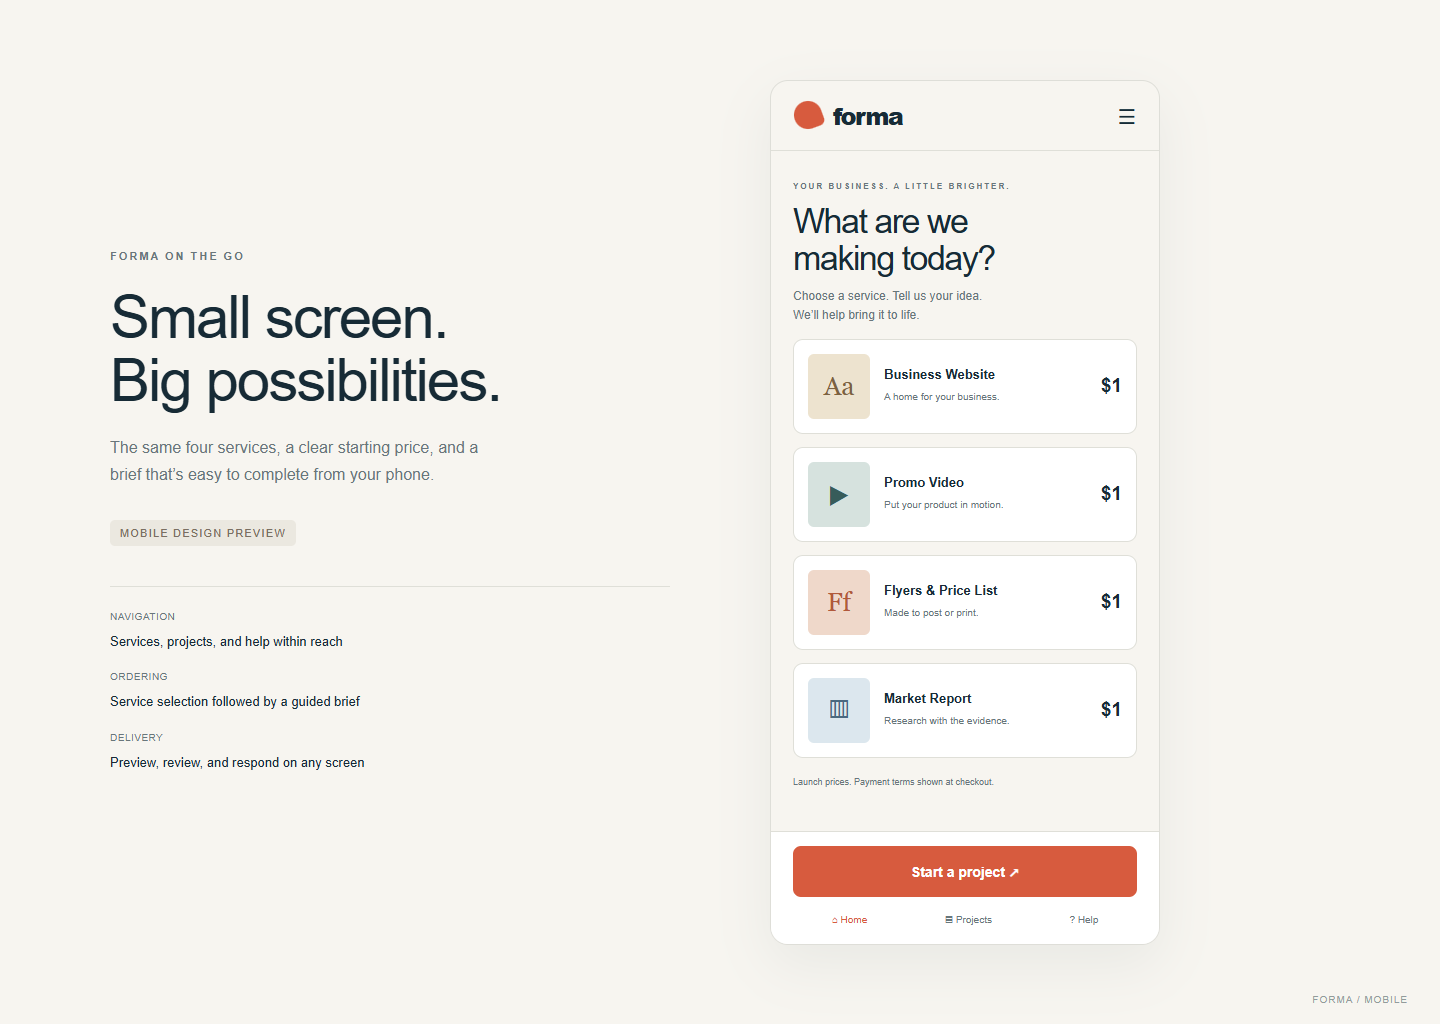 FORMA ON THE GO
Small screen.
Big possibilities.
The same four services, a clear starting price, and a
brief that’s easy to complete from your phone.
MOBILE DESIGN PREVIEW
NAVIGATION
Services, projects, and help within reach
ORDERING
Service selection followed by a guided brief
DELIVERY
Preview, review, and respond on any screen
forma
YOUR BUSINESS. A LITTLE BRIGHTER.
What are we
making today?
Choose a service. Tell us your idea.
We’ll help bring it to life.
Aa
Business Website
A home for your business.
$1
Promo Video
Put your product in motion.
$1
Ff
Flyers & Price List
Made to post or print.
$1
Market Report
Research with the evidence.
$1
Launch prices. Payment terms shown at checkout.
Start a project ↗
⌂ Home
Projects
? Help
FORMA / MOBILE